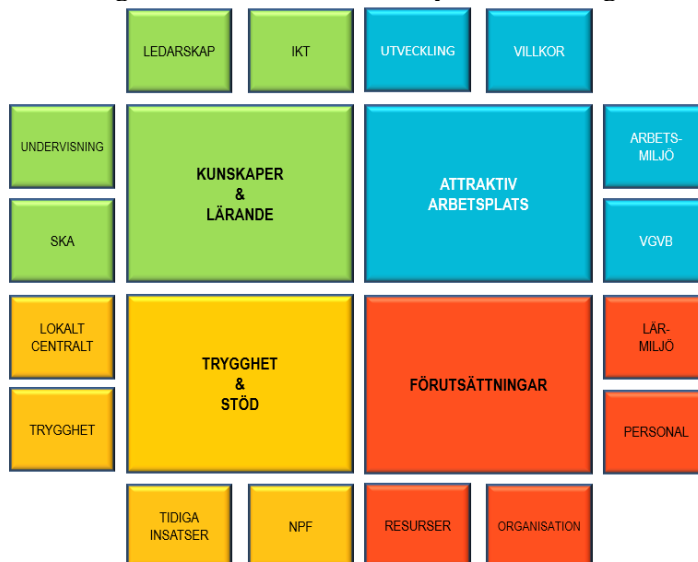 LEDARSKAP
IKT
UTVECKLING
VILLKOR
UNDERVISNING
KUNSKAPER
&
LÄRANDE
ATTRAKTIV
ARBETSPLATS
ARBETS-
MILJÖ
SKA
VGVB
LOKALT
CENTRALT
TRYGGHET
&
STÖD
FÖRUTSÄTTNINGAR
LÄR-
MILJÖ
TRYGGHET
PERSONAL
TIDIGA
INSATSER
NPF
RESURSER
ORGANISATION